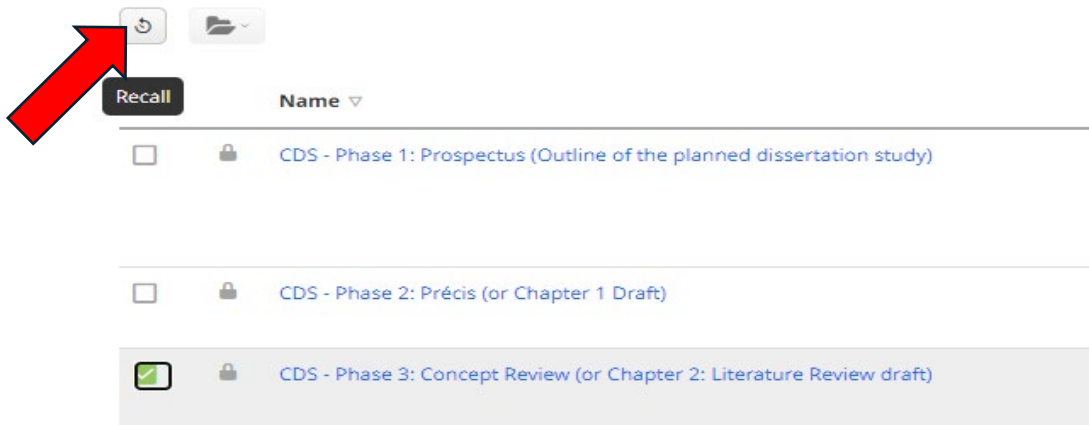 Recall
Name
CDS - Phase 1: Prospectus (Outline of the planned dissertation study)
CDS - Phase 2: Précis (or Chapter 1 Draft)
CDS - Phase 3: Concept Review (or Chapter 2: Literature Review draft)